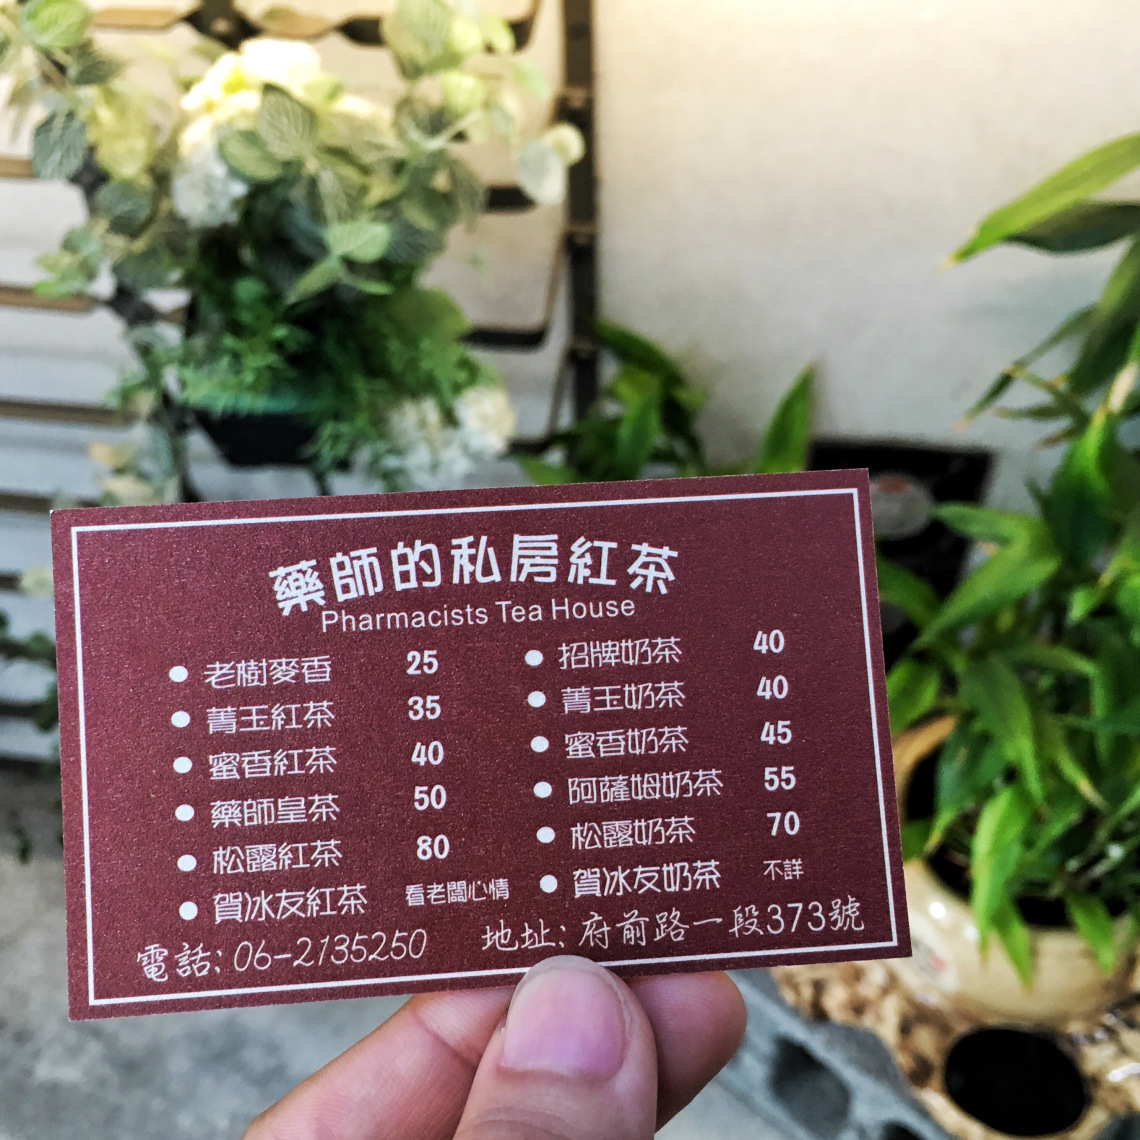 藥師的私房紅茶
Pharmacists Tea House
老樹麥香 25 招牌奶茶 40
菁玉紅茶 35 菁玉奶茶 40
蜜香紅茶 40 蜜香奶茶 45
藥師皇茶 50 阿薩姆奶茶 55
松露紅茶 80 松露奶茶 70
賀冰友紅茶 看老闆心情 賀冰友奶茶 不詳
電話: 06-2135250 地址: 府前路一段373號